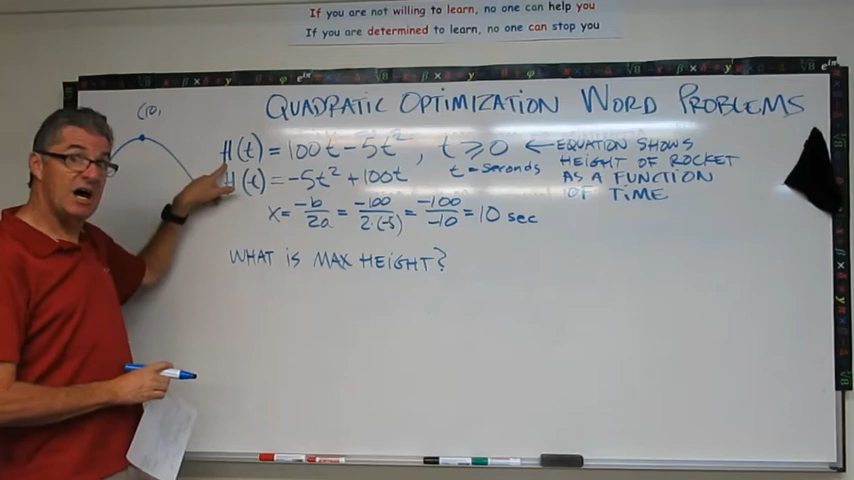 If you are not willing to learn, no one can help you
If you are determined to learn, no one can stop you
QUADRATIC OPTIMIZATION WORD PROBLEMS
(10,
H(t) = 100t - 5t², t ≥ 0 ← EQUATION SHOWS
t = seconds HEIGHT OF ROCKET
H(t) = -5t² + 100t AS A FUNCTION
OF TIME
x = -b/2a = -100/2·(-5) = -100/-10 = 10 sec
WHAT IS MAX HEIGHT?